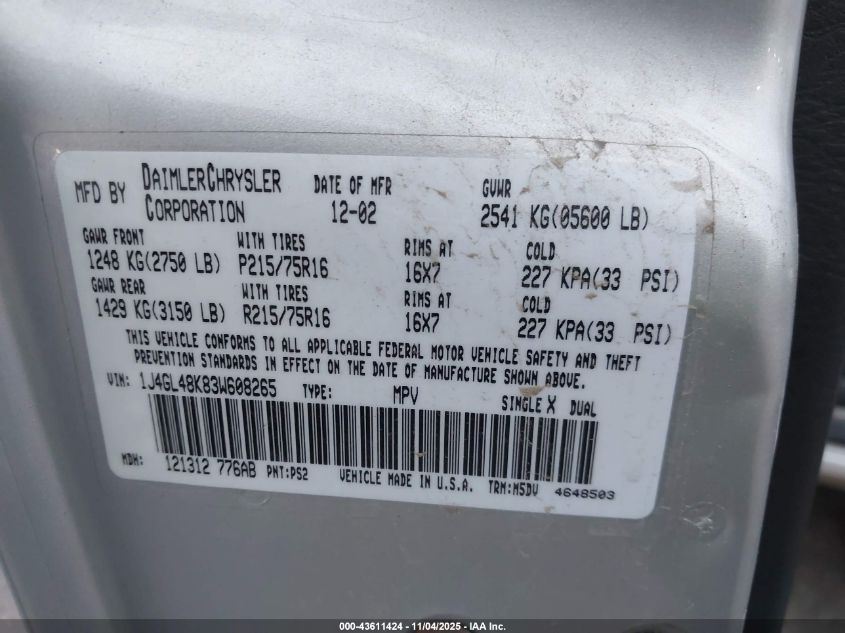 MFD BY DAIMLERCHRYSLER CORPORATION DATE OF MFR 12-02 GVWR 2541 KG(05600 LB)
GAWR FRONT WITH TIRES RIMS AT COLD
1248 KG(2750 LB) P215/75R16 16X7 227 KPA(33 PSI)
GAWR REAR WITH TIRES RIMS AT COLD
1429 KG(3150 LB) R215/75R16 16X7 227 KPA(33 PSI)
THIS VEHICLE CONFORMS TO ALL APPLICABLE FEDERAL MOTOR VEHICLE SAFETY AND THEFT
PREVENTION STANDARDS IN EFFECT ON THE DATE OF MANUFACTURE SHOWN ABOVE.
VIN: 1J4GL48K83W608265 TYPE: MPV SINGLE X DUAL
MDH: 121312 776AB PNT:PS2 VEHICLE MADE IN U.S.A. TRM:M5DV 4648503
000-43611424 - 11/04/2025 - IAA Inc.